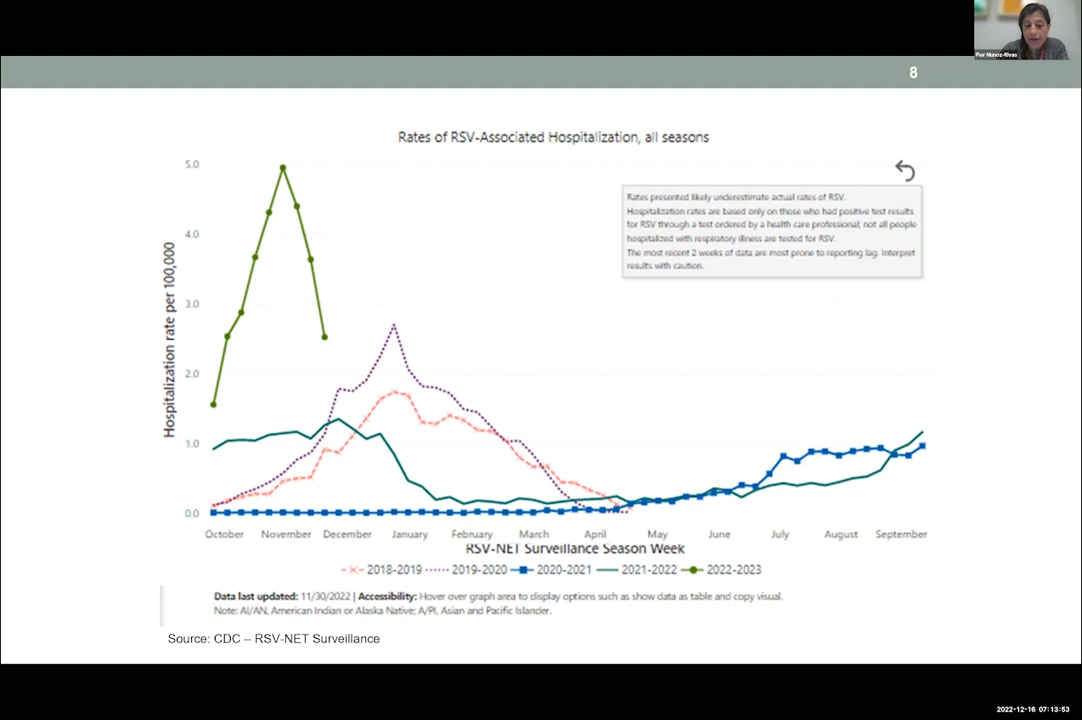 Flor Munoz-Rivas
8
Rates of RSV-Associated Hospitalization, all seasons
Rates presented likely underestimate actual rates of RSV.
Hospitalization rates are based only on those who had positive test results
for RSV through a test ordered by a health care professional; not all people
hospitalized with respiratory illness are tested for RSV.
The most recent 2 weeks of data are most prone to reporting lag. Interpret
results with caution.
Hospitalization rate per 100,000
5.0
4.0
3.0
2.0
1.0
0.0
October November December January February March April May June July August September
RSV-NET Surveillance Season Week
2018-2019 2019-2020 2020-2021 2021-2022 2022-2023
Data last updated: 11/30/2022 | Accessibility: Hover over graph area to display options such as show data as table and copy visual.
Note: AI/AN, American Indian or Alaska Native; A/PI, Asian and Pacific Islander.
Source: CDC – RSV-NET Surveillance
2022-12-16 07:13:53